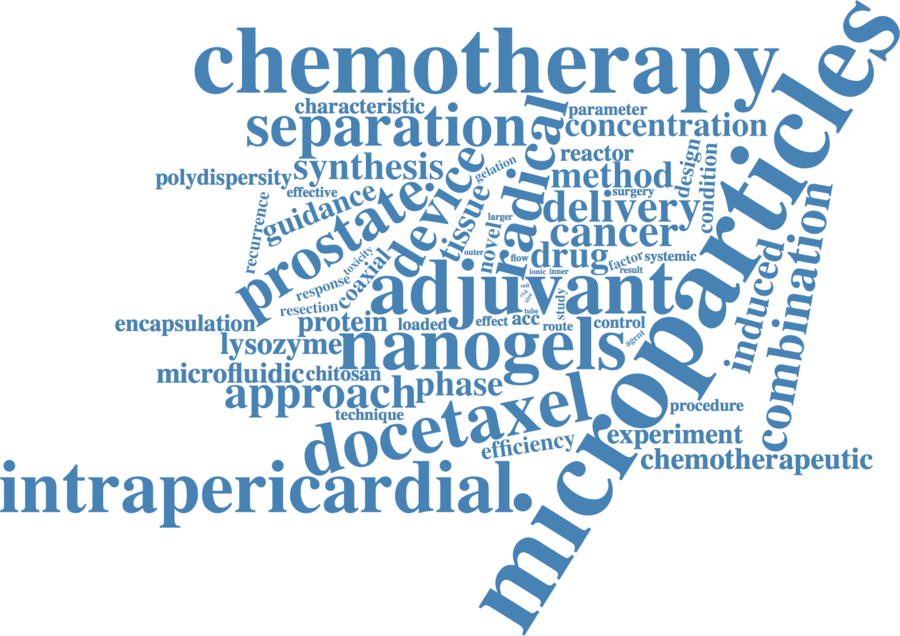 chemotherapy
microparticles
characteristic
separation
radical
parameter
concentration
polydispersity
synthesis
device
gelation
reactor
method
design
condition
effective
guidance
prostate
tissue
larger
novel
surgery
delivery
cancer
recurrence
toxicity
response
coaxial
outer
flow
drug
factor
systemic
ionic
inner
result
adjuvant
resection
cell
risk
size
study
tube
induced
combination
encapsulation
protein
loaded
effect
acc
route
control
agent
lysozyme
nanogels
microfluidic
chitosan
approach
phase
technique
docetaxel
efficiency
procedure
experiment
chemotherapeutic
intrapericardial.